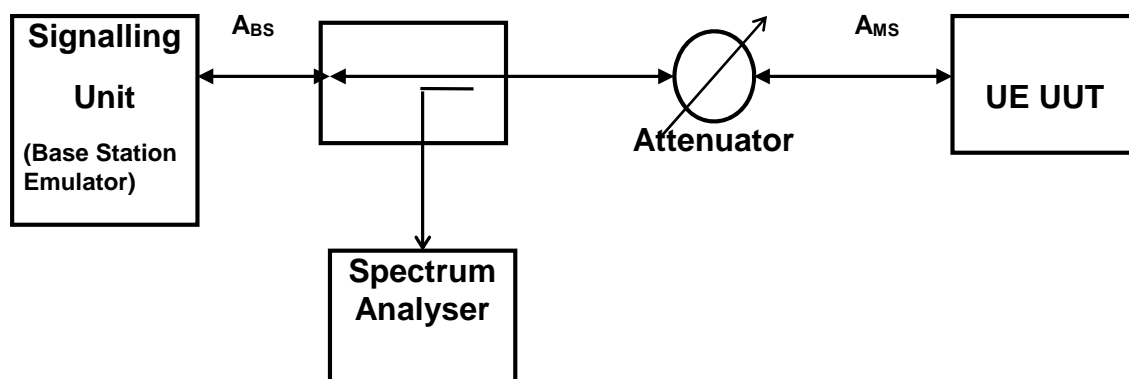 Signalling
Unit
(Base Station
Emulator)
ABS
AMS
Attenuator
UE UUT
Spectrum
Analyser